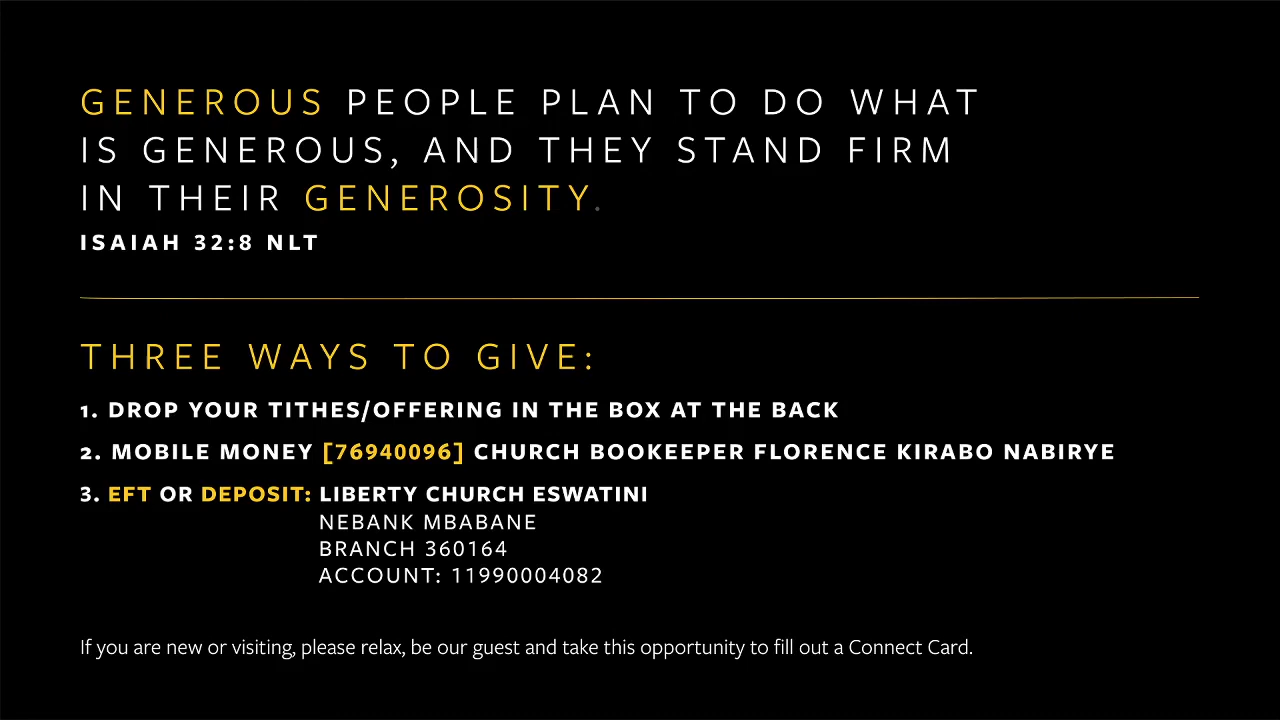 GENEROUS PEOPLE PLAN TO DO WHAT
IS GENEROUS, AND THEY STAND FIRM
IN THEIR GENEROSITY.
ISAIAH 32:8 NLT
THREE WAYS TO GIVE:
1. DROP YOUR TITHES/OFFERING IN THE BOX AT THE BACK
2. MOBILE MONEY [76940096] CHURCH BOOKEEPER FLORENCE KIRABO NABIRYE
3. EFT OR DEPOSIT: LIBERTY CHURCH ESWATINI
NEBANK MBABANE
BRANCH 360164
ACCOUNT: 11990004082
If you are new or visiting, please relax, be our guest and take this opportunity to fill out a Connect Card.